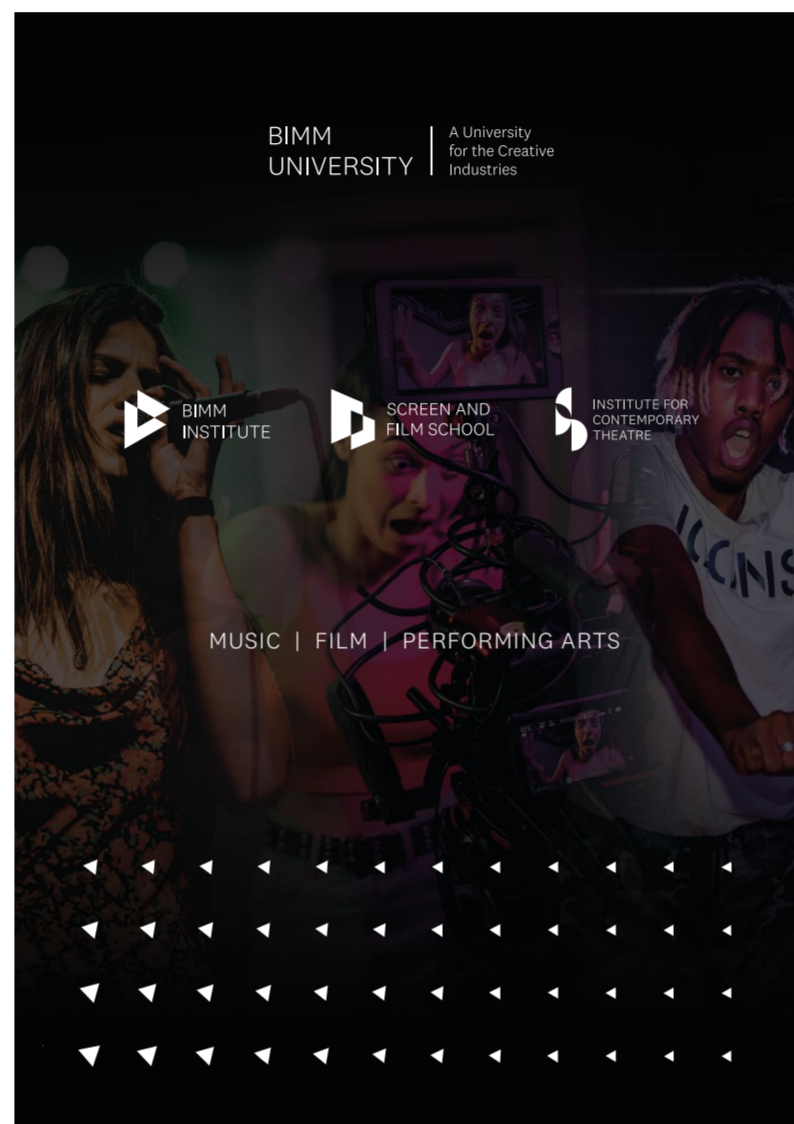 BIMM
UNIVERSITY
A University
for the Creative
Industries
BIMM
INSTITUTE
SCREEN AND
FILM SCHOOL
INSTITUTE FOR
CONTEMPORARY
THEATRE
MUSIC | FILM | PERFORMING ARTS